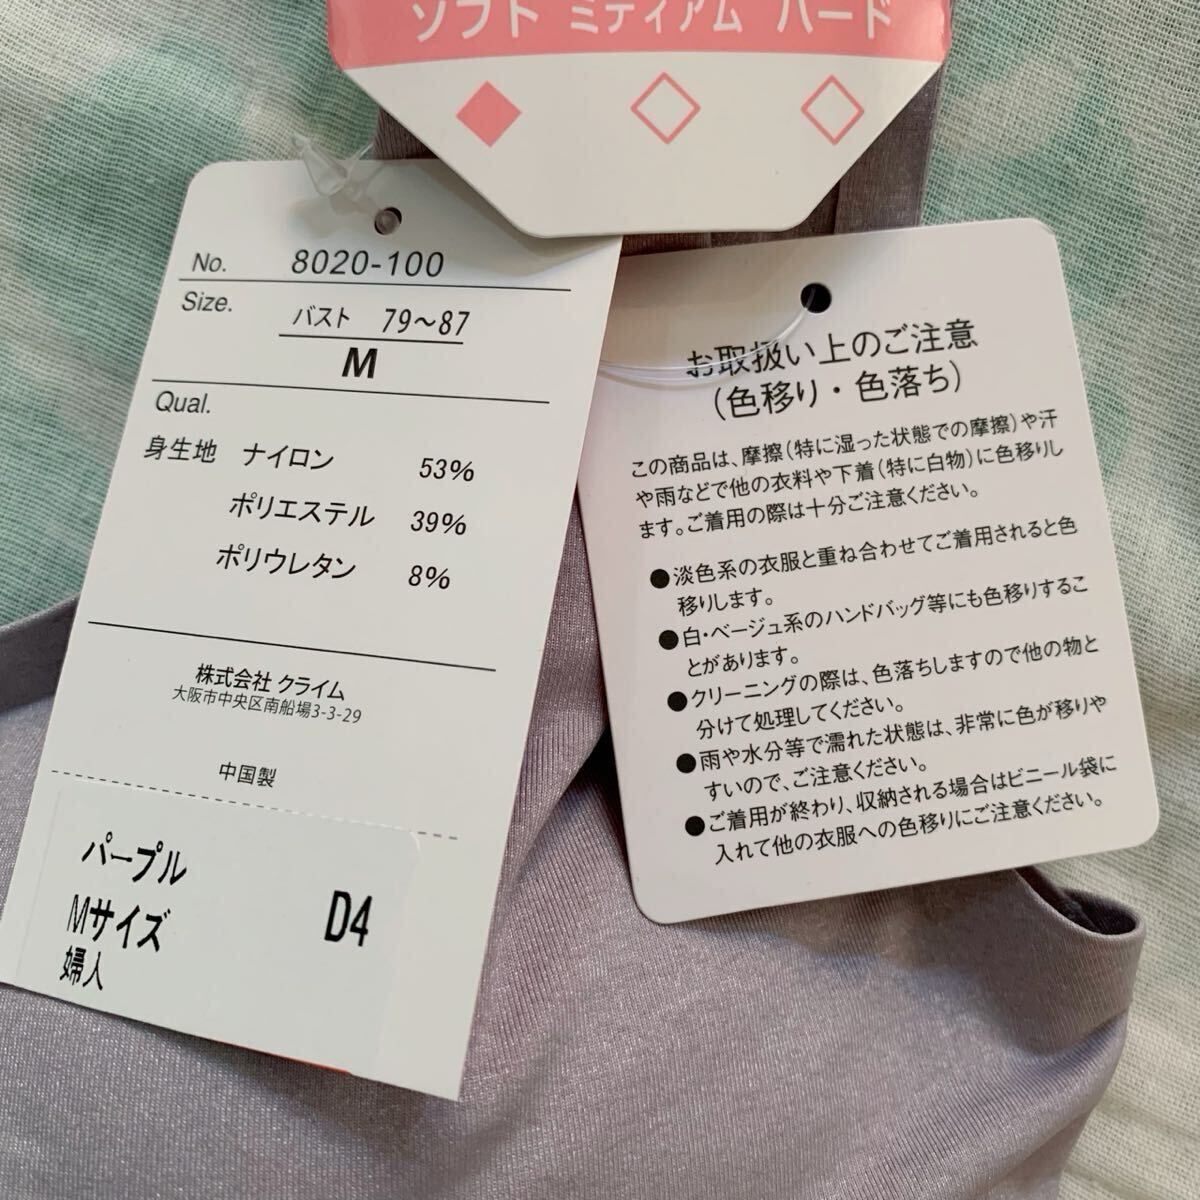 ソフト ミディアム ハード
No. 8020-100
Size. バスト 79〜87
M
Qual.
身生地 ナイロン 53%
ポリエステル 39%
ポリウレタン 8%
株式会社 クライム
大阪市中央区南船場3-3-29
中国製
パープル
Mサイズ D4
婦人
お取扱い上のご注意
(色移り・色落ち)
この商品は、摩擦(特に湿った状態での摩擦)や汗
や雨などで他の衣料や下着(特に白物)に色移りし
ます。ご着用の際は十分ご注意ください。
●淡色系の衣服と重ね合わせてご着用されると色
移りします。
●白・ベージュ系のハンドバッグ等にも色移りするこ
とがあります。
●クリーニングの際は、色落ちしますので他の物と
分けて処理してください。
●雨や水分等で濡れた状態は、非常に色が移りや
すいので、ご注意ください。
●ご着用が終わり、収納される場合はビニール袋に
入れて他の衣服への色移りにご注意ください。